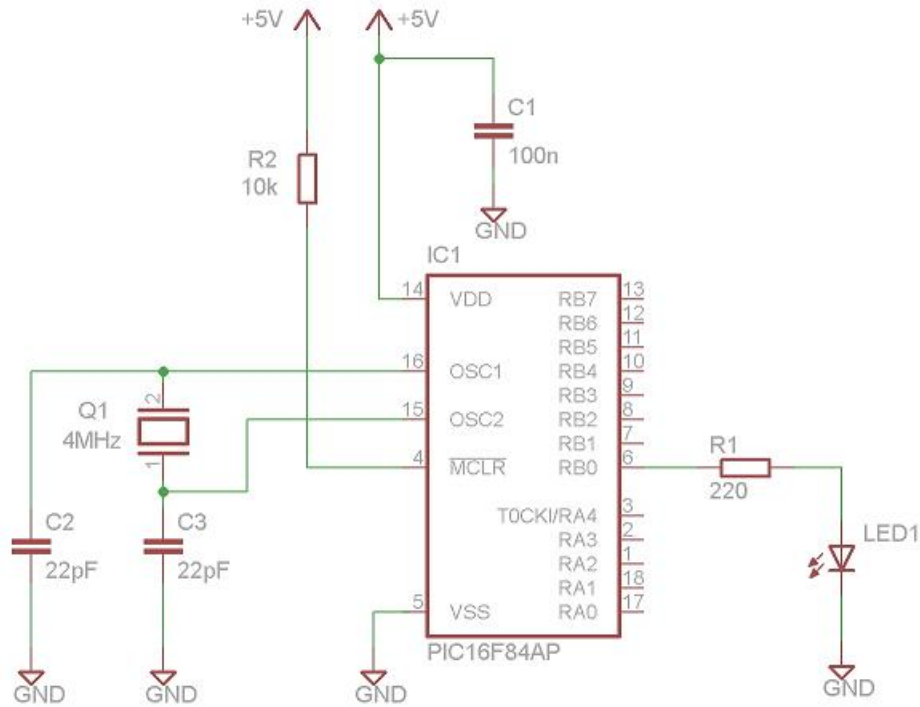 +5V
+5V
C1
100n
GND
R2
10k
IC1
14
VDD
RB7
13
RB6
12
RB5
11
16
OSC1
RB4
10
RB3
9
15
OSC2
RB2
8
RB1
7
4
MCLR
RB0
6
T0CKI/RA4
3
RA3
2
RA2
1
RA1
18
5
VSS
RA0
17
PIC16F84AP
Q1
4MHz
2
1
C2
22pF
C3
22pF
R1
220
LED1
GND
GND
GND
GND